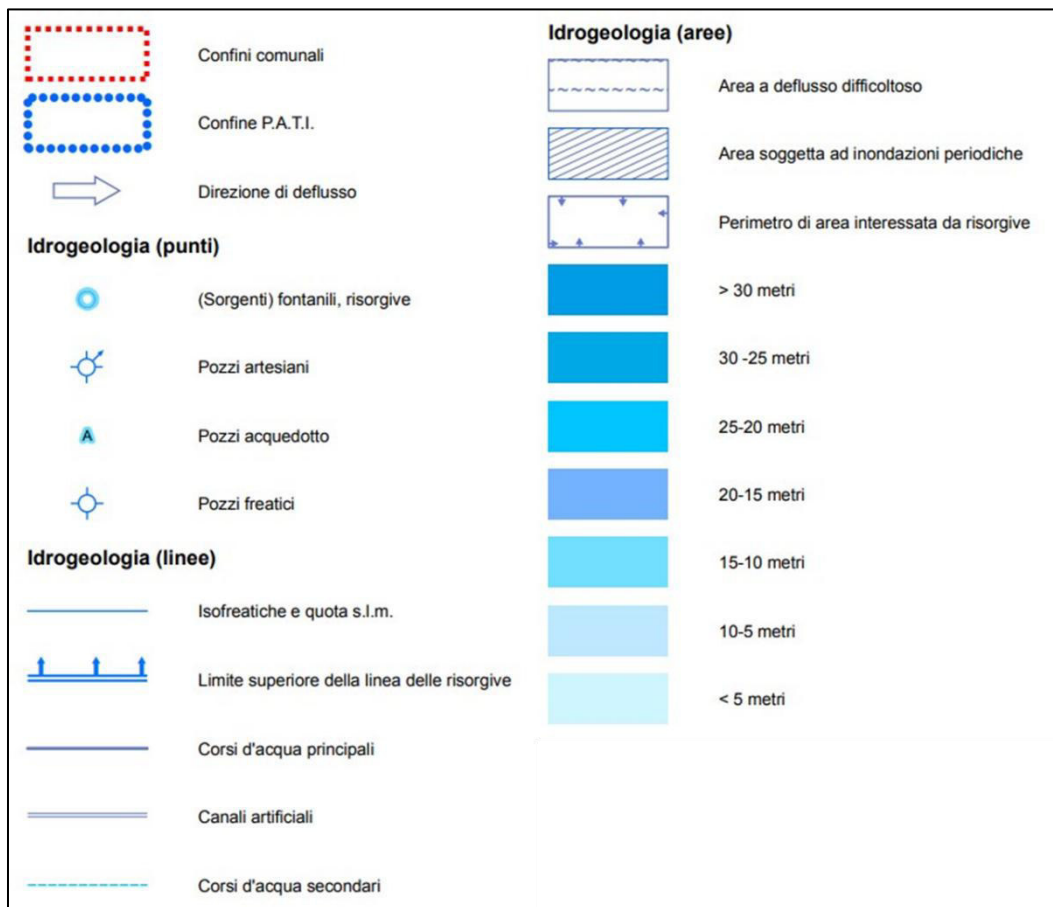 Confini comunali
Confine P.A.T.I.
Direzione di deflusso
Idrogeologia (punti)
(Sorgenti) fontanili, risorgive
Pozzi artesiani
A
Pozzi acquedotto
Pozzi freatici
Idrogeologia (linee)
Isofreatiche e quota s.l.m.
Limite superiore della linea delle risorgive
Corsi d'acqua principali
Canali artificiali
Corsi d'acqua secondari
Idrogeologia (aree)
Area a deflusso difficoltoso
Area soggetta ad inondazioni periodiche
Perimetro di area interessata da risorgive
> 30 metri
30 -25 metri
25-20 metri
20-15 metri
15-10 metri
10-5 metri
< 5 metri